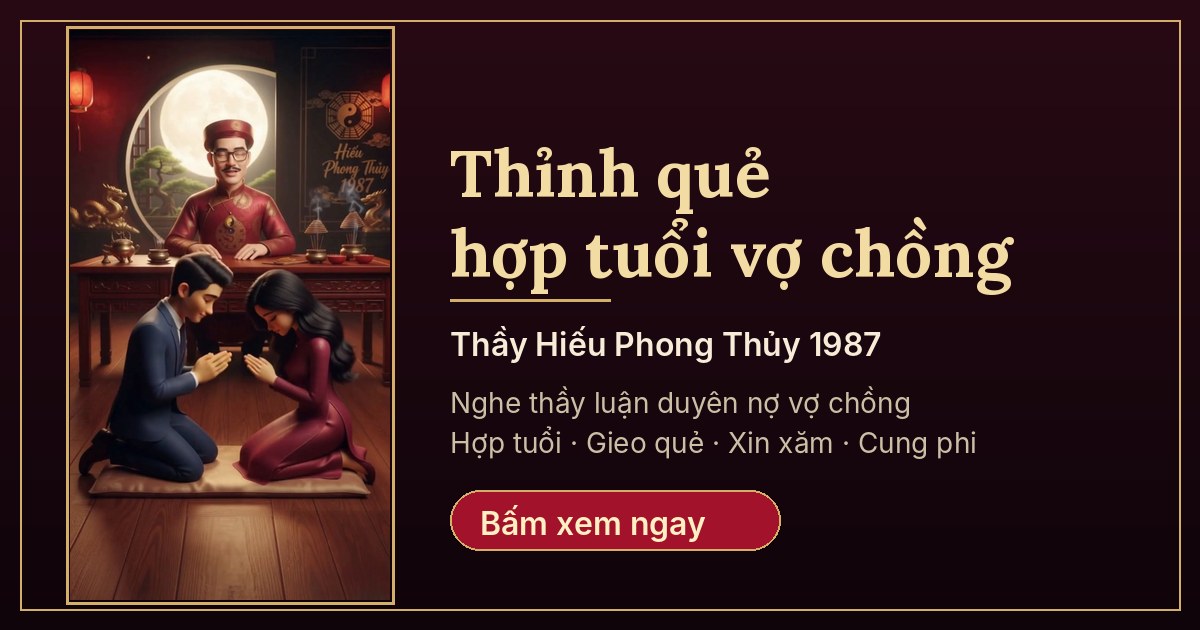 Hiếu
Phong Thủy
1987
Thỉnh quẻ
hợp tuổi vợ chồng
Thầy Hiếu Phong Thủy 1987
Nghe thầy luận duyên nợ vợ chồng
Hợp tuổi · Gieo quẻ · Xin xăm · Cung phi
Bấm xem ngay